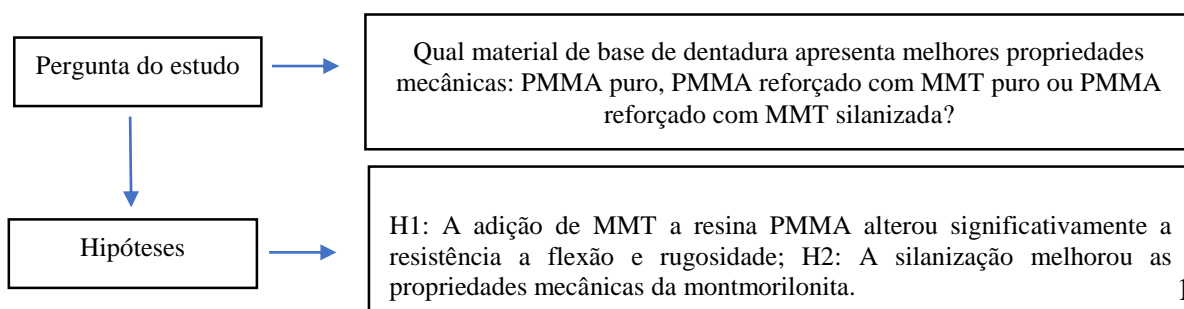 Pergunta do estudo
Qual material de base de dentadura apresenta melhores propriedades
mecânicas: PMMA puro, PMMA reforçado com MMT puro ou PMMA
reforçado com MMT silanizada?
Hipóteses
H1: A adição de MMT a resina PMMA alterou significativamente a
resistência a flexão e rugosidade; H2: A silanização melhorou as
propriedades mecânicas da montmorilonita.
1